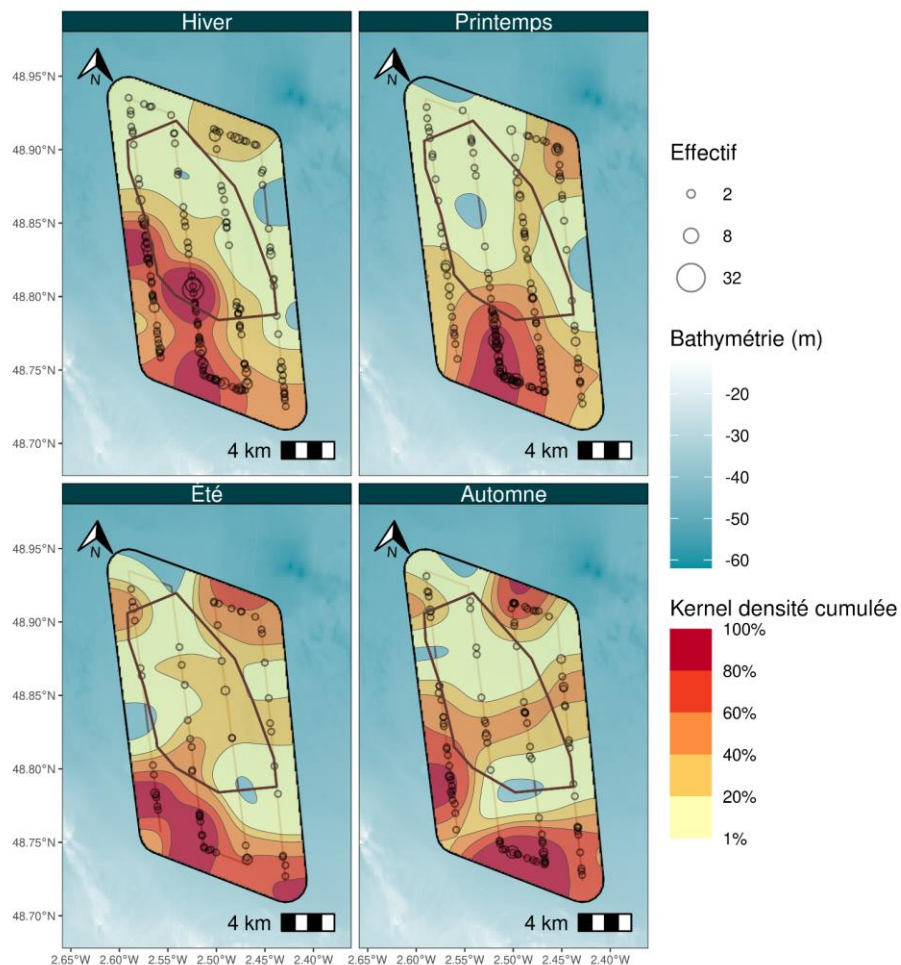 Hiver
Printemps
48.95°N
48.90°N
48.85°N
48.80°N
48.75°N
48.70°N
N
N
4 km
4 km
Été
Automne
48.95°N
48.90°N
48.85°N
48.80°N
48.75°N
48.70°N
N
N
4 km
4 km
2.65°W 2.60°W 2.55°W 2.50°W 2.45°W 2.40°W
2.65°W 2.60°W 2.55°W 2.50°W 2.45°W 2.40°W
Effectif
2
8
32
Bathymétrie (m)
-20
-30
-40
-50
-60
Kernel densité cumulée
100%
80%
60%
40%
20%
1%